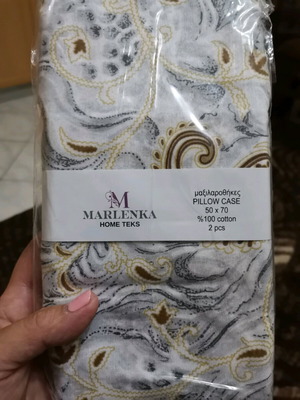 M
MARLENKA
HOME TEKS
μαξιλαροθήκες
PILLOW CASE
50 x 70
%100 cotton
2 pcs